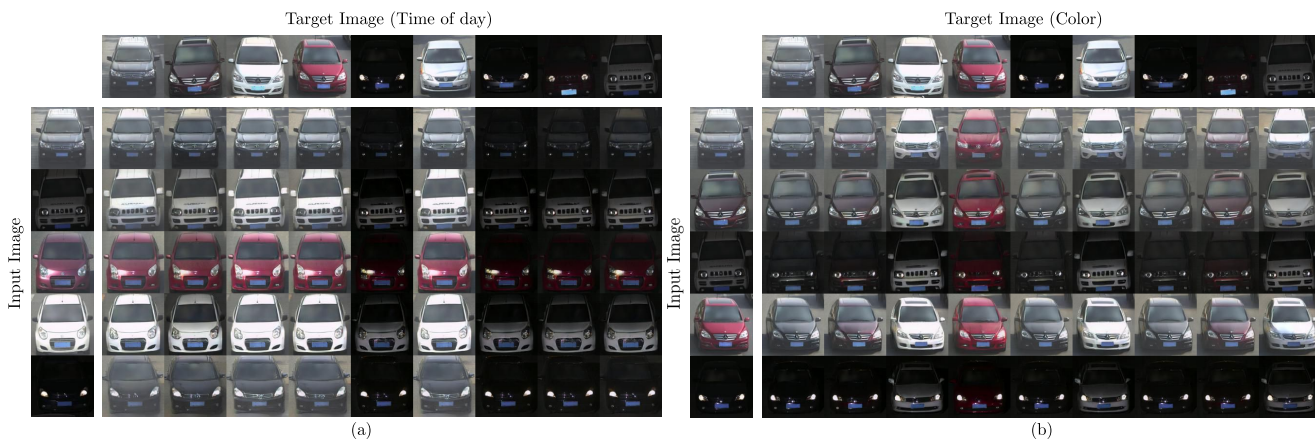 Target Image (Time of day)
Target Image (Color)
Input Image
Input Image
(a)
(b)